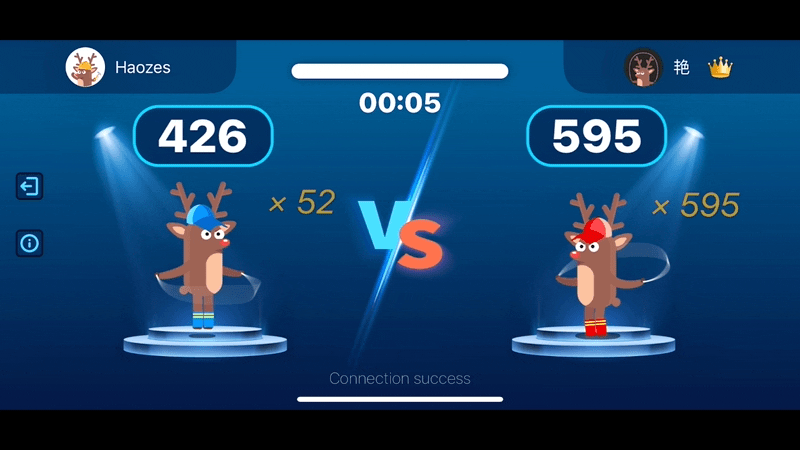 Haozes
艳
00:05
426
595
× 52
× 595
VS
Connection success